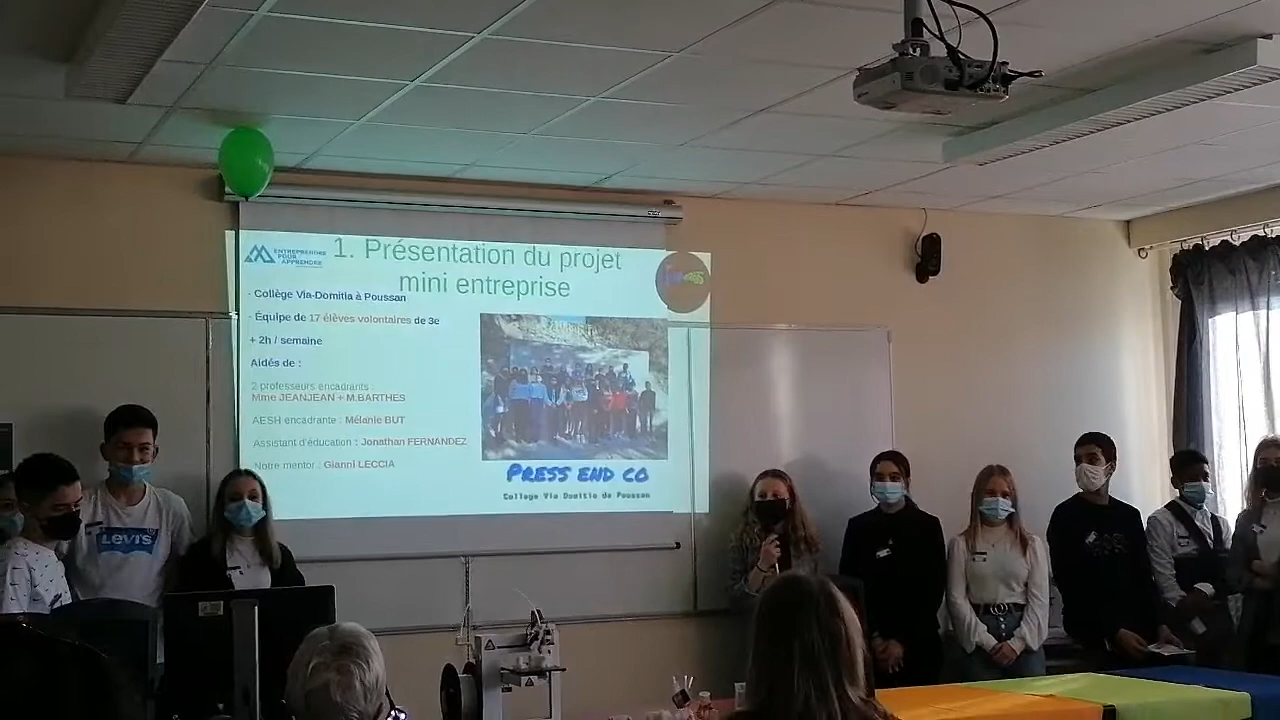 ENTREPRENDRE
POUR
APPRENDRE
1. Présentation du projet
mini entreprise
- Collège Via-Domitia à Poussan
- Équipe de 17 élèves volontaires de 3e
+ 2h / semaine
Aidés de :
2 professeurs encadrants :
Mme JEANJEAN + M.BARTHES
AESH encadrante : Mélanie BUT
Assistant d'éducation : Jonathan FERNANDEZ
Notre mentor : Gianni LECCIA
PRESS END CO
College Via Domitia de Poussan
LEVI'S